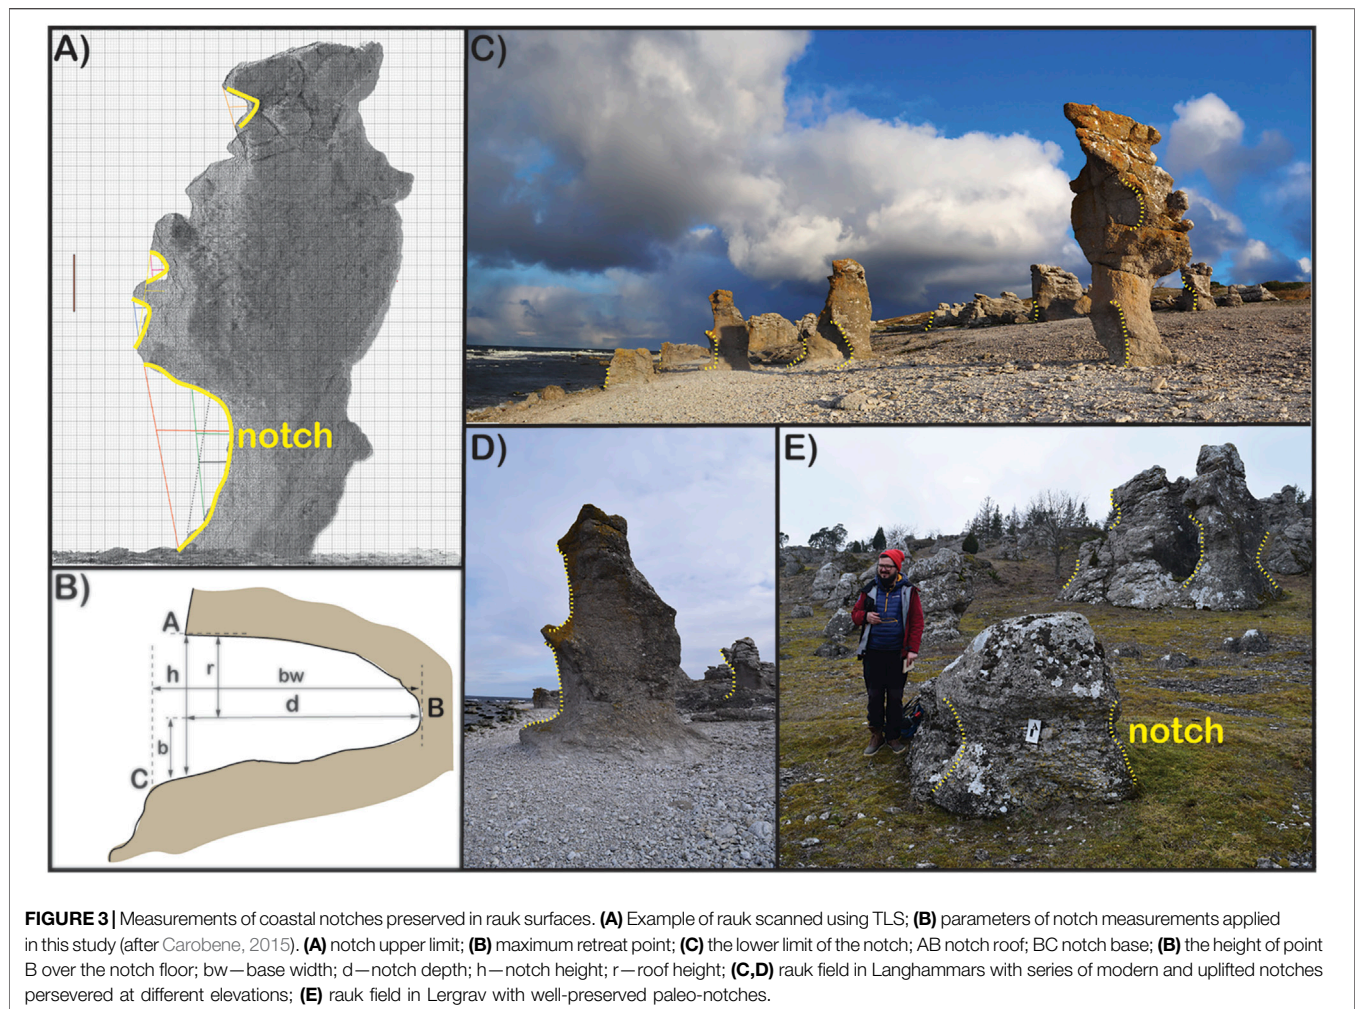 A)
notch
B)
A
h
r
bw
d
B
b
C
C)
D)
E)
notch
FIGURE 3 | Measurements of coastal notches preserved in rauk surfaces. (A) Example of rauk scanned using TLS; (B) parameters of notch measurements applied
in this study (after Carobene, 2015). (A) notch upper limit; (B) maximum retreat point; (C) the lower limit of the notch; AB notch roof; BC notch base; (B) the height of point
B over the notch floor; bw—base width; d—notch depth; h—notch height; r—roof height; (C,D) rauk field in Langhammars with series of modern and uplifted notches
persevered at different elevations; (E) rauk field in Lergrav with well-preserved paleo-notches.